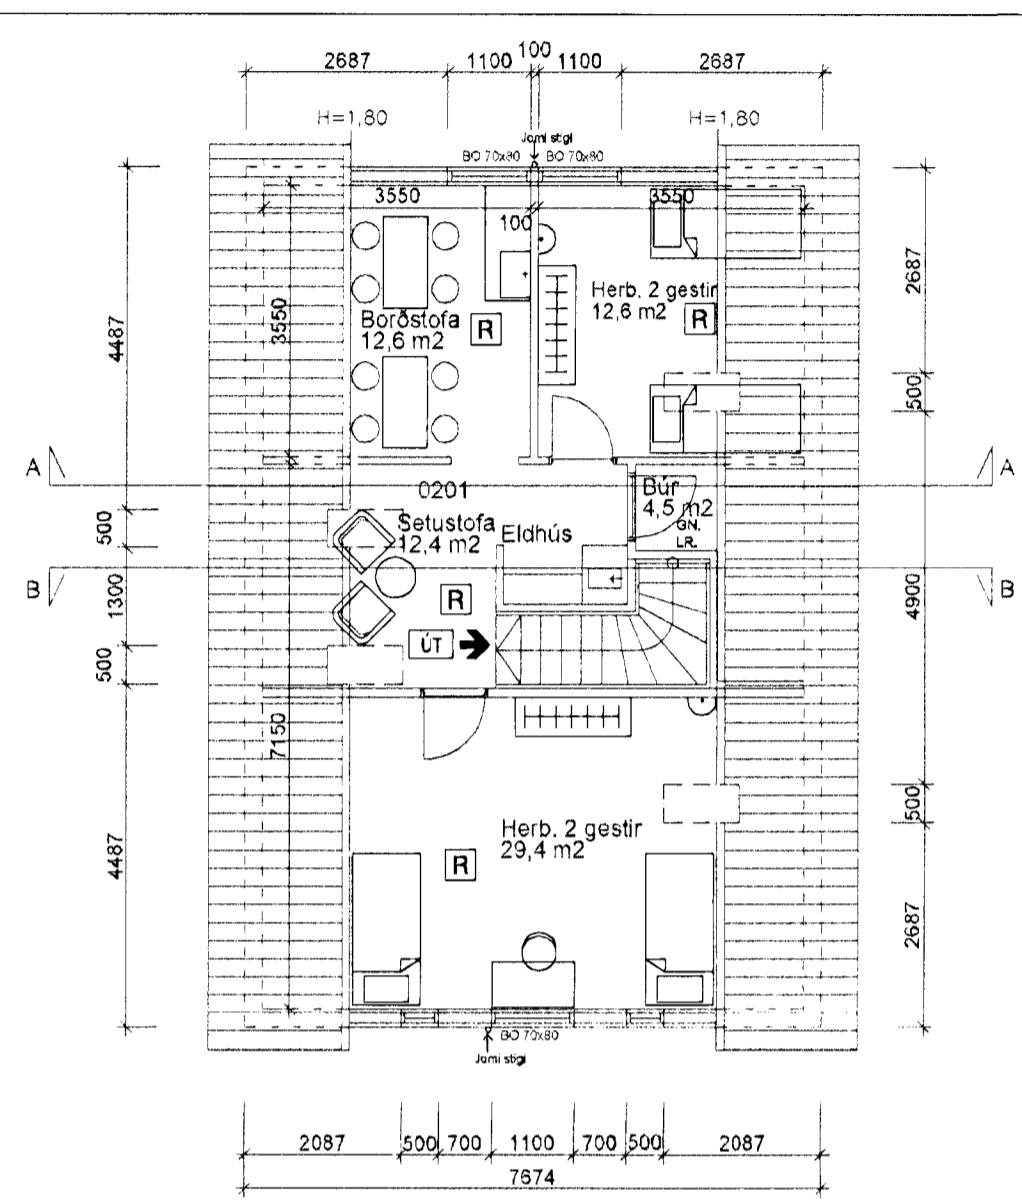 100
2687 1100 1100 2687
H=1,80 H=1,80
Jarni stigi
BO 70x80 BO 70x80
3550 3550
100
2687
Herb. 2 gestir
12,6 m2
R
Borðstofa
12,6 m2
R
3550
4487
500
A A
0201
Búr
4,5 m2
GN.
LR.
Setustofa
12,4 m2
Eldhús
500
B B
1300
4900
R
ÚT
500
7150
500
Herb. 2 gestir
29,4 m2
R
4487
2687
BO 70x80
Jarni stigi
2087 500 700 1100 700 500 2087
7674